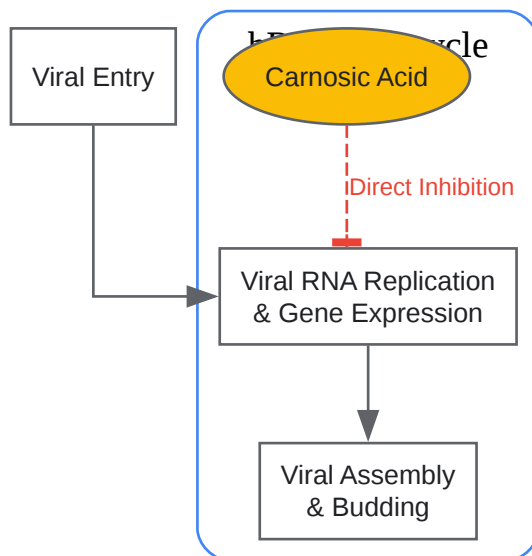 Viral Entry
Carnosic Acid
Direct Inhibition
Viral RNA Replication
& Gene Expression
Viral Assembly
& Budding